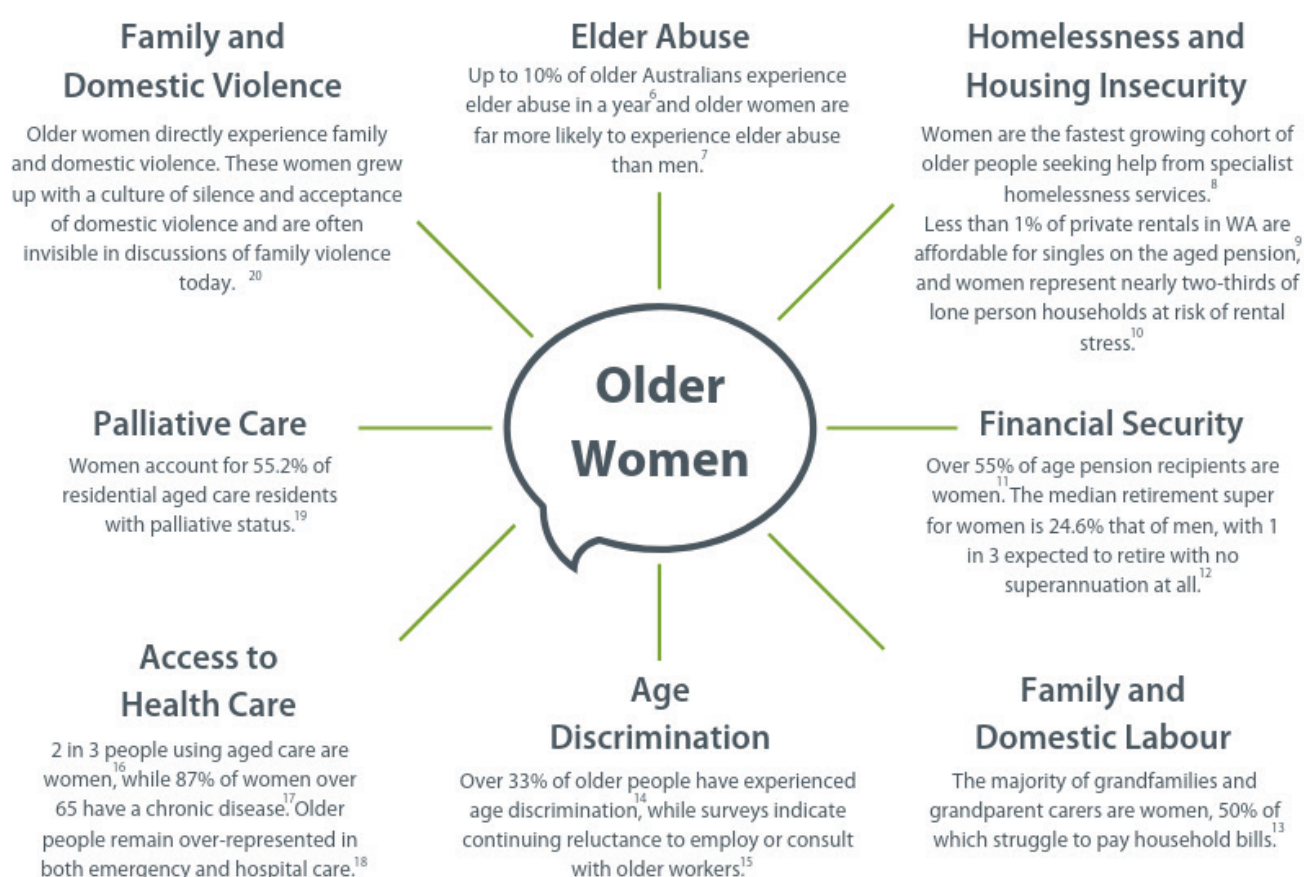 Family and
Domestic Violence
Older women directly experience family
and domestic violence. These women grew
up with a culture of silence and acceptance
of domestic violence and are often
invisible in discussions of family violence
today. 20
Elder Abuse
Up to 10% of older Australians experience
elder abuse in a year6 and older women are
far more likely to experience elder abuse
than men.7
Homelessness and
Housing Insecurity
Women are the fastest growing cohort of
older people seeking help from specialist
homelessness services.8
Less than 1% of private rentals in WA are
affordable for singles on the aged pension,9
and women represent nearly two-thirds of
lone person households at risk of rental
stress.10
Older
Women
Palliative Care
Women account for 55.2% of
residential aged care residents
with palliative status.19
Financial Security
Over 55% of age pension recipients are
women.11 The median retirement super
for women is 24.6% that of men, with 1
in 3 expected to retire with no
superannuation at all.12
Access to
Health Care
2 in 3 people using aged care are
women,16 while 87% of women over
65 have a chronic disease.17 Older
people remain over-represented in
both emergency and hospital care.18
Age
Discrimination
Over 33% of older people have experienced
age discrimination,14 while surveys indicate
continuing reluctance to employ or consult
with older workers.15
Family and
Domestic Labour
The majority of grandfamilies and
grandparent carers are women, 50% of
which struggle to pay household bills.13